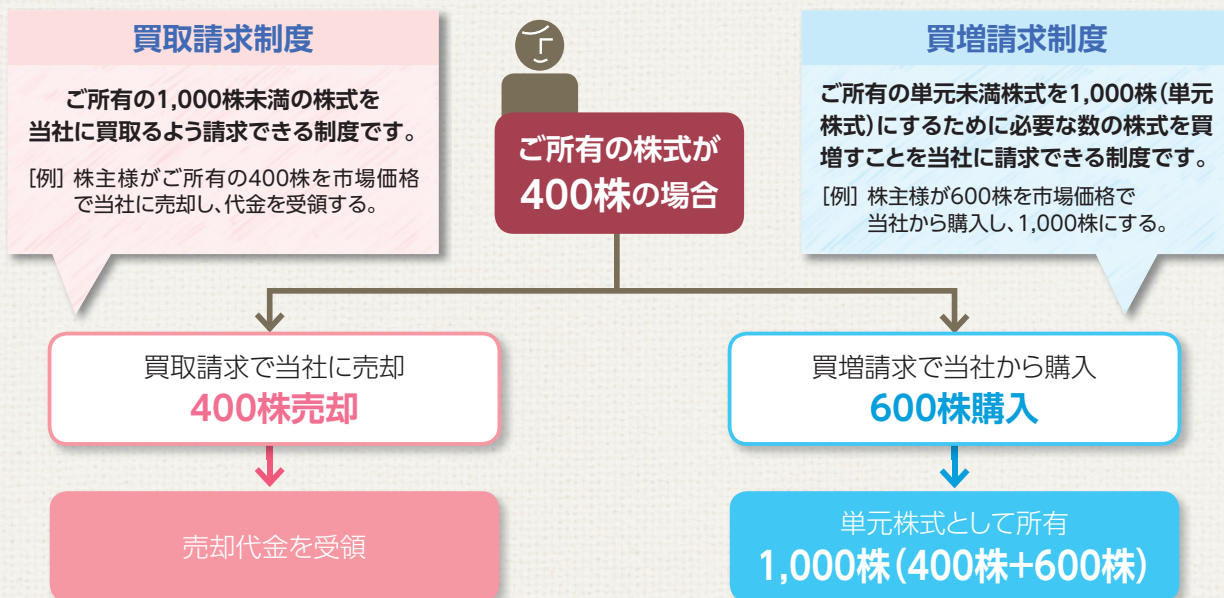 買取請求制度
ご所有の1,000株未満の株式を
当社に買取るよう請求できる制度です。
[例] 株主様がご所有の400株を市場価格
で当社に売却し、代金を受領する。
ご所有の株式が
400株の場合
買増請求制度
ご所有の単元未満株式を1,000株(単元
株式)にするために必要な数の株式を買
増すことを当社に請求できる制度です。
[例] 株主様が600株を市場価格で
当社から購入し、1,000株にする。
買取請求で当社に売却
400株売却
売却代金を受領
買増請求で当社から購入
600株購入
単元株式として所有
1,000株(400株+600株)